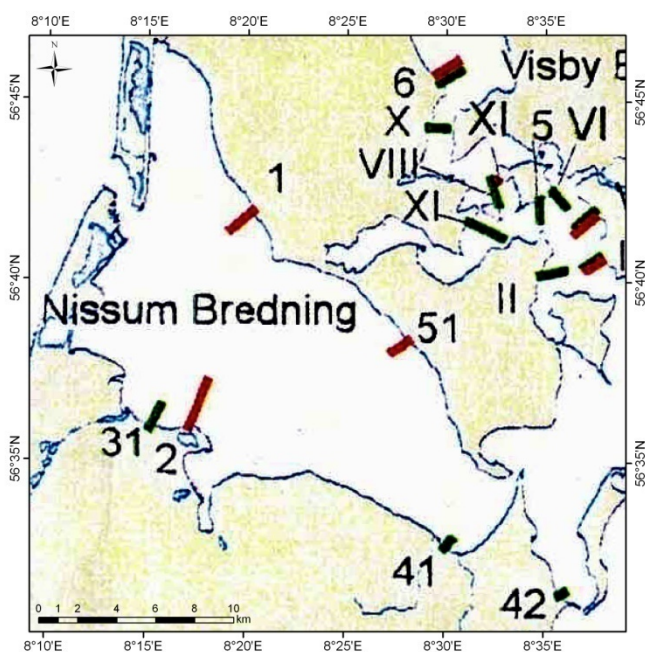 8°10'E 8°15'E 8°20'E 8°25'E 8°30'E 8°35'E
N
56°45'N 56°45'N
6 Visby
X XI 5 VI
VIII
1 XI
56°40'N 56°40'N
II
Nissum Bredning
51
31 2
56°35'N 56°35'N
41
42
0 1 2 4 6 8 10
km
8°10'E 8°15'E 8°20'E 8°25'E 8°30'E 8°35'E